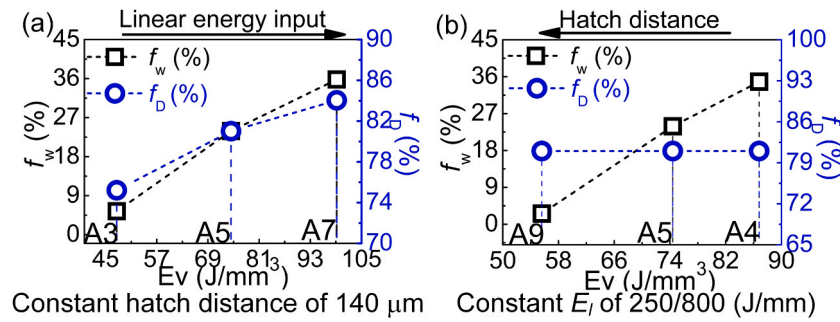 (a) Linear energy input
45
36
27
18
9
0
f_w (%)
f_w (%)
f_D (%)
90
86
82
78
74
70
f_D (%)
A3 A5 A7
45 57 69 81 93 105
Ev (J/mm³)
Constant hatch distance of 140 μm
(b) Hatch distance
45
36
27
18
9
0
f_w (%)
f_w (%)
f_D (%)
100
93
86
79
72
65
f_D (%)
A9 A5 A4
50 58 66 74 82 90
Ev (J/mm³)
Constant E_l of 250/800 (J/mm)